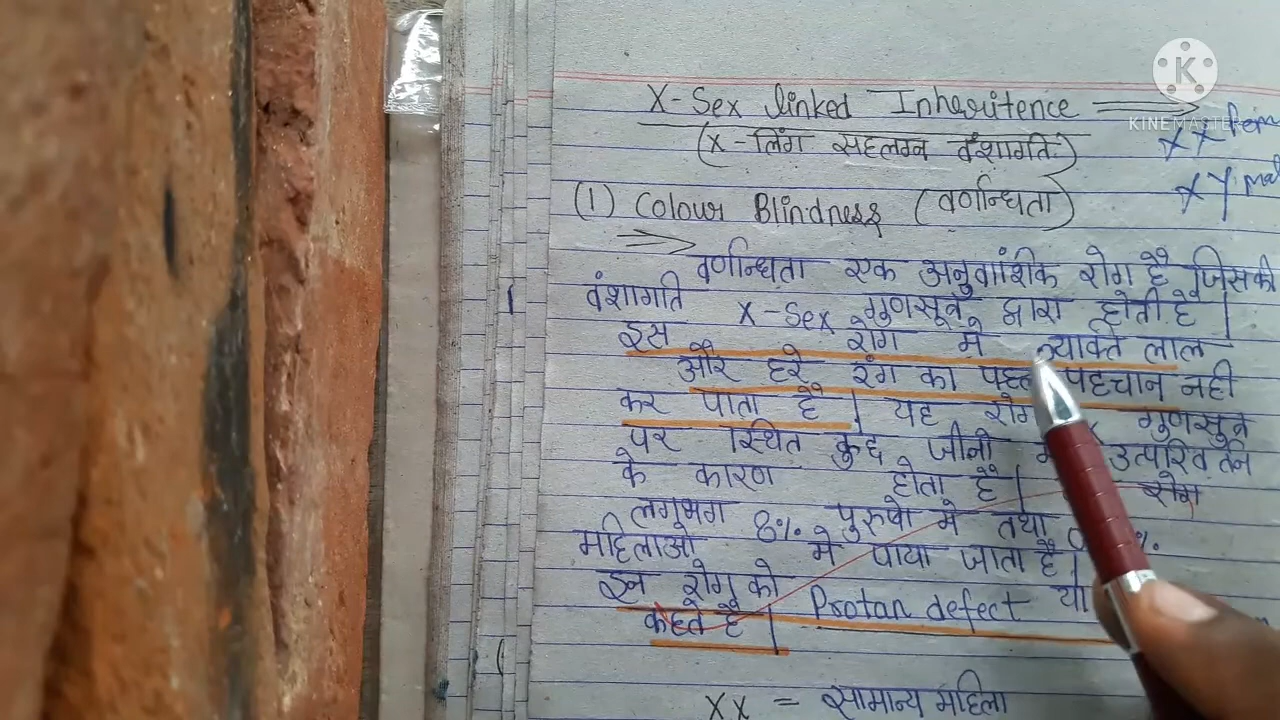 X-Sex linked Inheritence
KINEMASTER
XX Fem
(X-लिंग सहलग्न वंशागति)
XY Mal
(1) Colour Blindness (वर्णान्धिता)
वर्णान्धिता एक अनुवांशिक रोग है जिसकी
वंशागति X-Sex गुणसूत्र द्वारा होती है |
इस रोग मे व्यक्ति लाल
और हरे रंग का पहचान नही
कर पाता है | यह रोग X गुणसुत्र
पर स्थित कुछ जीनो मे उत्परिवर्तन
के कारण होता है | रोग
लगभग 8% पुरुषो मे तथा 0 %
महिलाओ मे पाया जाता है |
इन रोग को Protan defect या
कहते है |
XX = सामान्य महिला